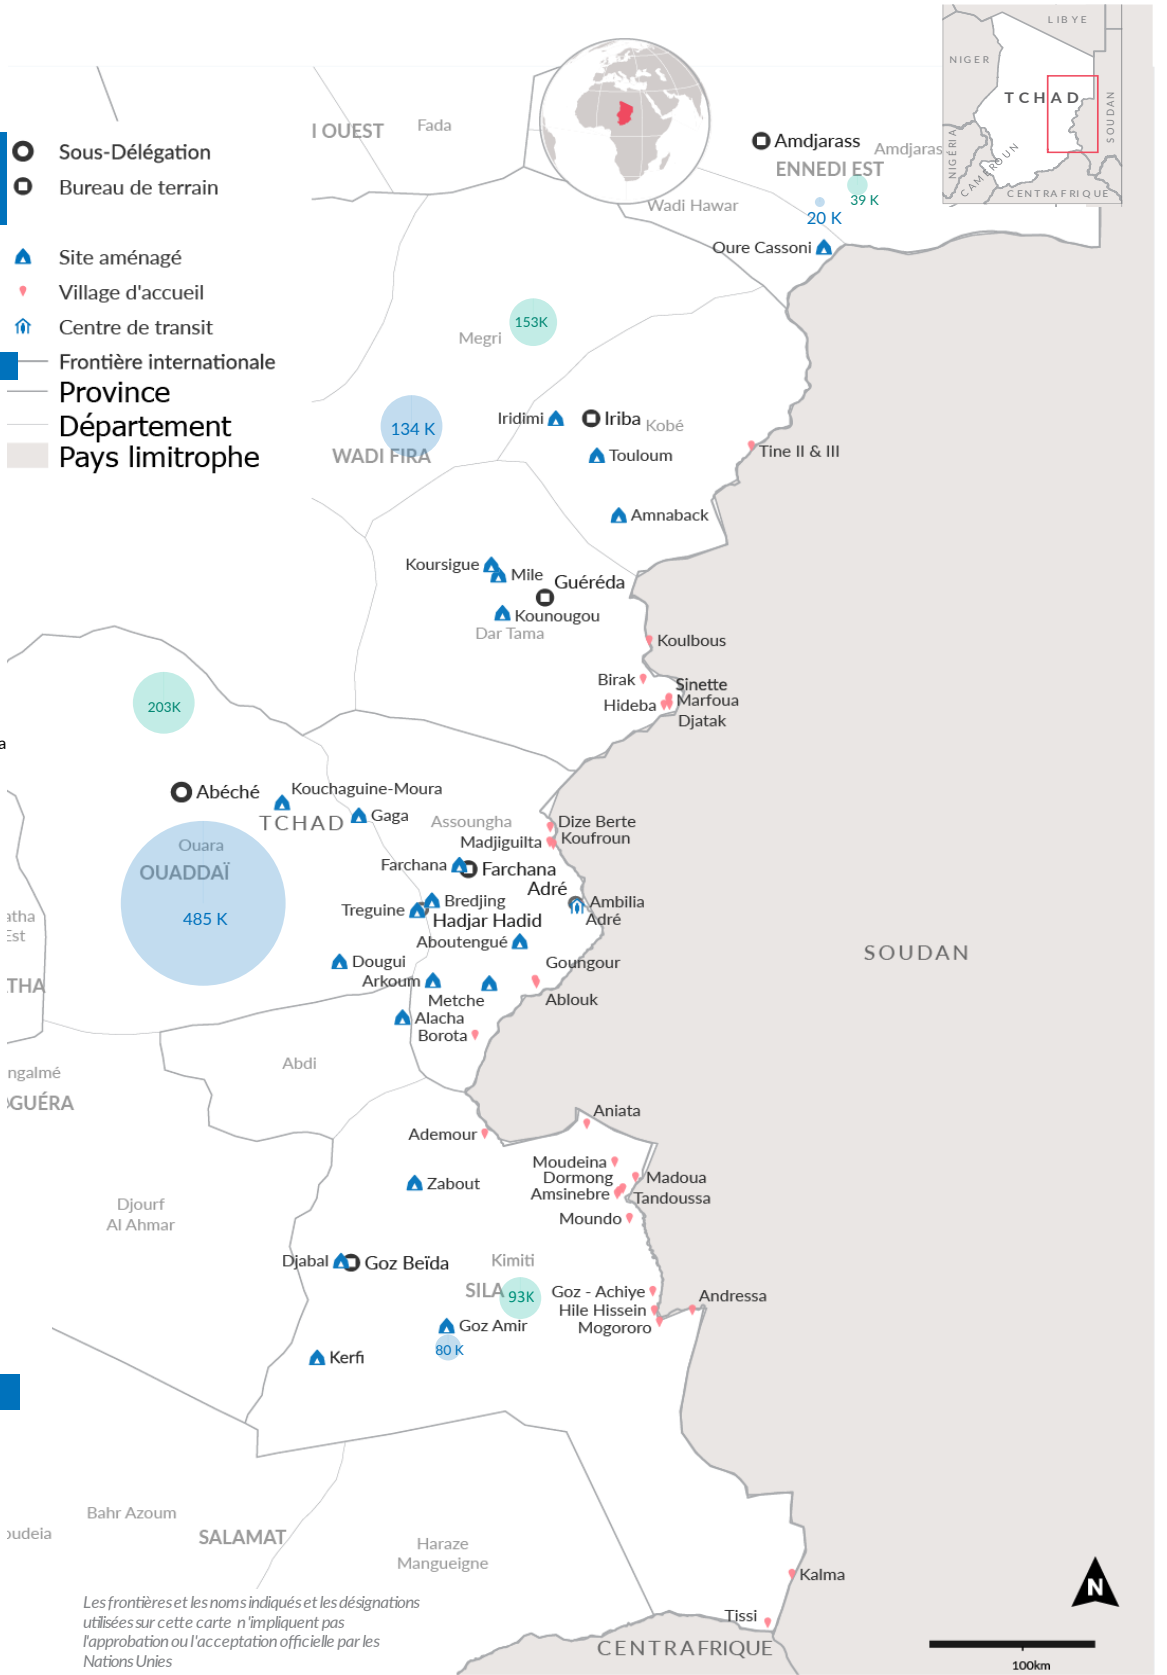 LIBYE
NIGER
TCHAD
SOUDAN
NIGÉRIA
CAMEROUN
CENTRAFRIQUE
Sous-Délégation
Bureau de terrain
Site aménagé
Village d'accueil
Centre de transit
Frontière internationale
Province
Département
Pays limitrophe
I OUEST
Fada
Amdjarass
Amdjaras
ENNEDI EST
39 K
20 K
Wadi Hawar
Oure Cassoni
153K
Megri
134 K
WADI FIRA
Iridimi
Iriba
Kobé
Touloum
Tine II & III
Amnaback
Koursigue
Mile
Guéréda
Kounougou
Dar Tama
Koulbous
Birak
Sinette
Hideba
Marfoua
Djatak
203K
a
Abéché
Kouchaguine-Moura
TCHAD
Gaga
Assoungha
Dize Berte
Madjiguilta
Koufroun
Ouara
OUADDAÏ
485 K
Farchana
Farchana
Adré
Treguine
Bredjing
Hadjar Hadid
Ambilia
Adré
Aboutengué
SOUDAN
Dougui
Arkoum
Goungour
Metche
Ablouk
Alacha
Borota
atha
Est
THA
Abdi
ngalmé
GUÉRA
Aniata
Ademour
Moudeina
Dormong
Madoua
Amsinebre
Tandoussa
Moundo
Zabout
Djourf
Al Ahmar
Djabal
Goz Beïda
Kimiti
SILA
93K
Goz - Achiye
Andressa
Hile Hissein
Mogororo
Goz Amir
80 K
Kerfi
Bahr Azoum
oudeia
SALAMAT
Haraze
Mangueigne
Kalma
Tissi
CENTRAFRIQUE
Les frontières et les noms indiqués et les désignations
utilisées sur cette carte n'impliquent pas
l'approbation ou l'acceptation officielle par les
Nations Unies
N
100km